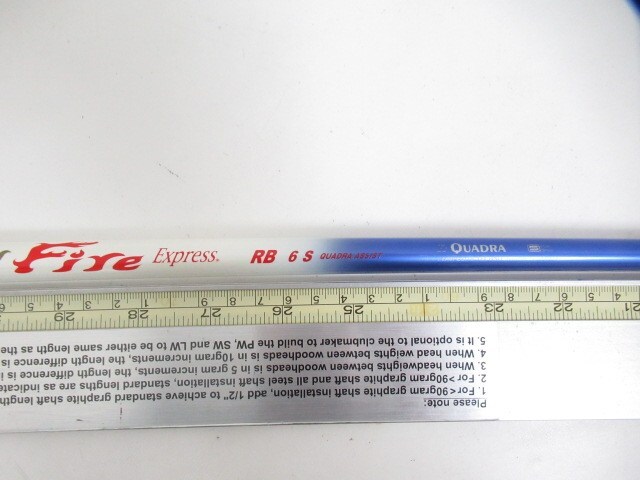 Fire Express. RB 6 S QUADRA QUADRA
29 28 27 26 25 24 23 22 21
Please note:
1. For<90gram graphite shaft installation, add 1/2" to achieve standard graphite shaft length
2. For>90gram graphite shaft and all steel shaft installation, standard lengths are as indicate
3. When head weights between woodheads is in 5 gram increments, the length difference is
4. When head weights between woodheads is in 10gram increments, the length difference is
5. It is optional to the clubmaker to build the PW, SW and LW to be either same length as the